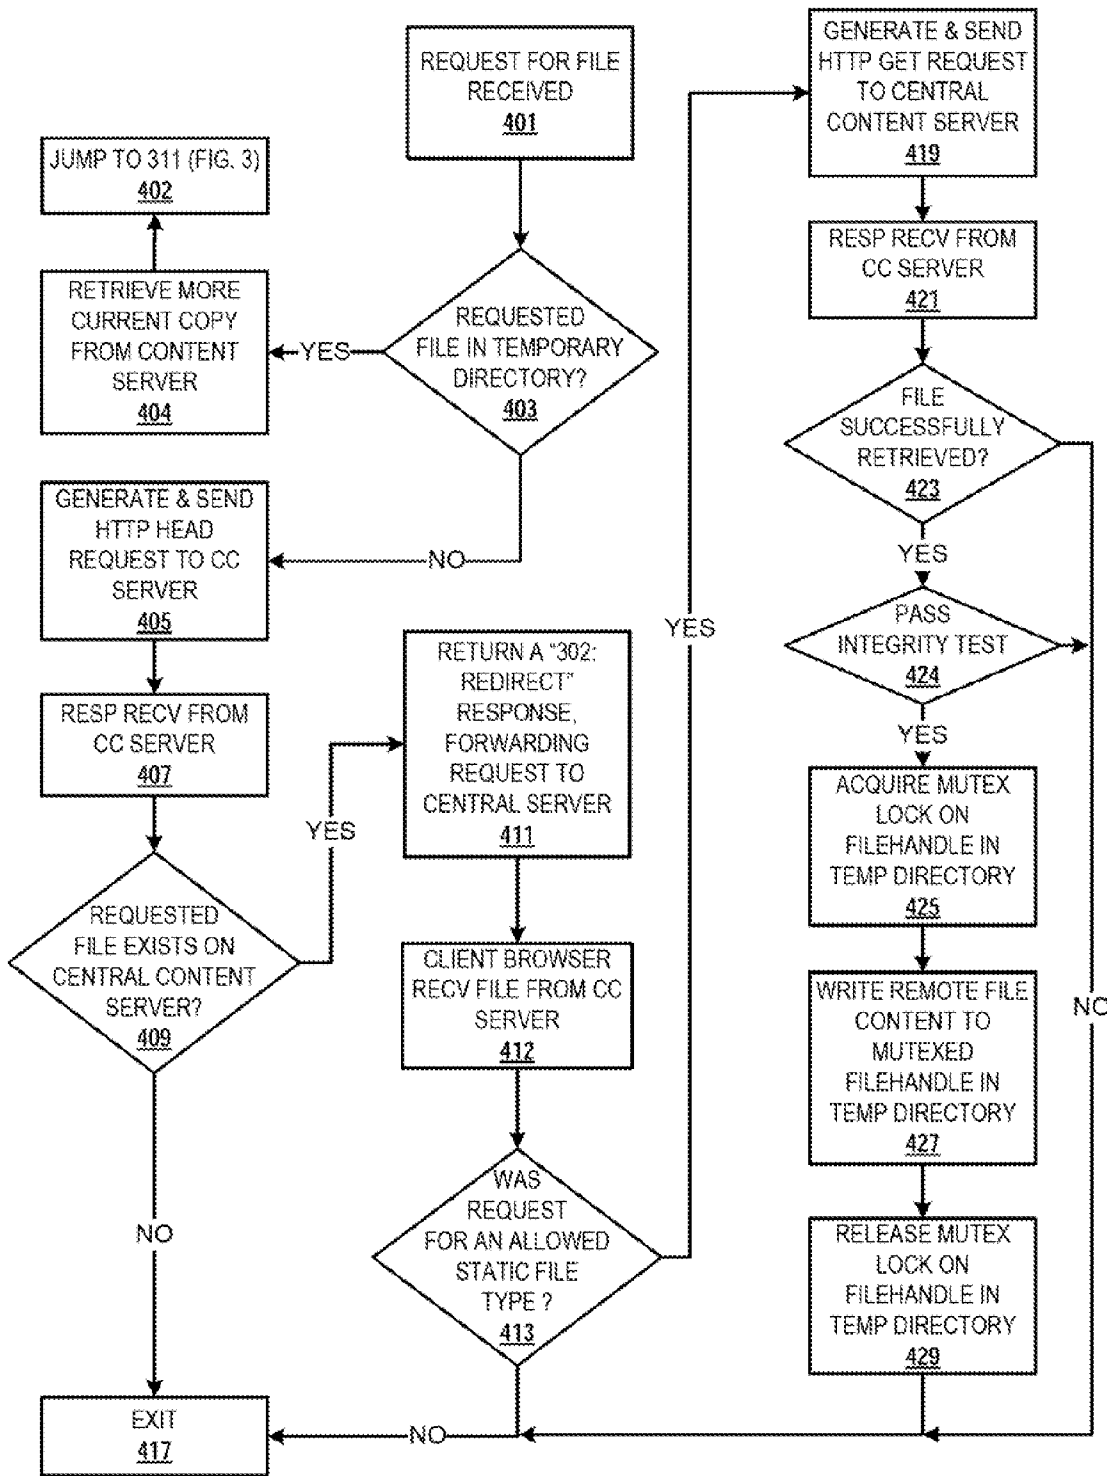 REQUEST FOR FILE
RECEIVED
401
JUMP TO 311 (FIG. 3)
402
RETRIEVE MORE
CURRENT COPY
FROM CONTENT
SERVER
404
YES
REQUESTED
FILE IN TEMPORARY
DIRECTORY?
403
NO
GENERATE & SEND
HTTP HEAD
REQUEST TO CC
SERVER
405
RESP RECV FROM
CC SERVER
407
REQUESTED
FILE EXISTS ON
CENTRAL CONTENT
SERVER?
409
YES
NO
RETURN A "302:
REDIRECT"
RESPONSE,
FORWARDING
REQUEST TO
CENTRAL SERVER
411
CLIENT BROWSER
RECV FILE FROM CC
SERVER
412
WAS
REQUEST
FOR AN ALLOWED
STATIC FILE
TYPE ?
413
YES
NO
EXIT
417
GENERATE & SEND
HTTP GET REQUEST
TO CENTRAL
CONTENT SERVER
419
RESP RECV FROM
CC SERVER
421
FILE
SUCCESSFULLY
RETRIEVED?
423
YES
PASS
INTEGRITY TEST
424
YES
NO
ACQUIRE MUTEX
LOCK ON
FILEHANDLE IN
TEMP DIRECTORY
425
WRITE REMOTE FILE
CONTENT TO
MUTEXED
FILEHANDLE IN
TEMP DIRECTORY
427
RELEASE MUTEX
LOCK ON
FILEHANDLE IN
TEMP DIRECTORY
429